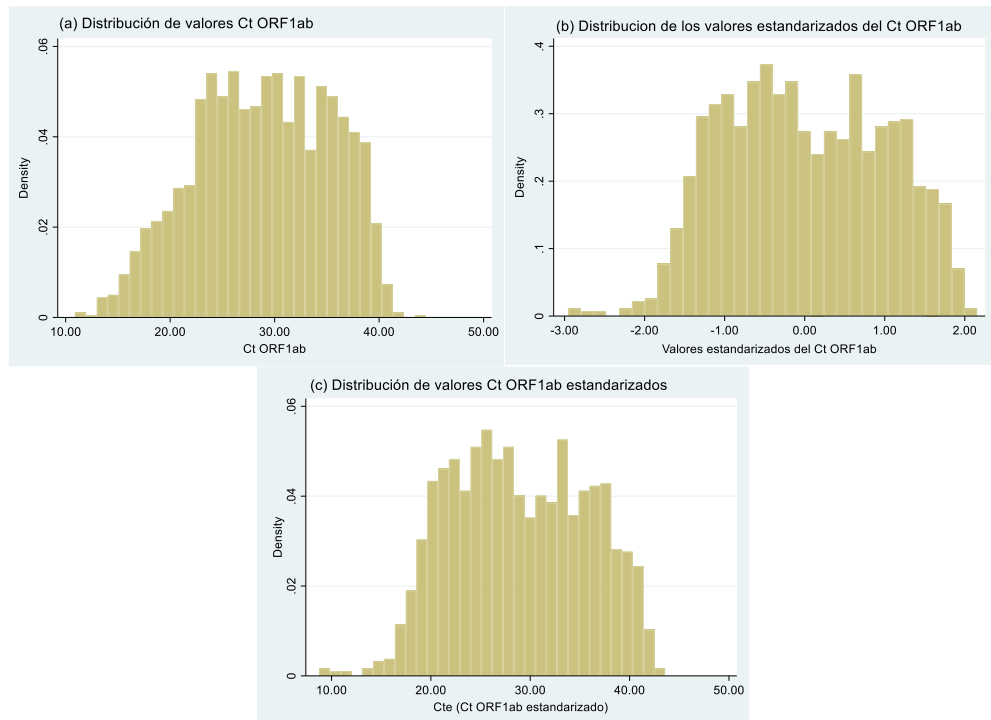 (a) Distribución de valores Ct ORF1ab
Density
.06
.04
.02
0
10.00 20.00 30.00 40.00 50.00
Ct ORF1ab
(b) Distribucion de los valores estandarizados del Ct ORF1ab
Density
.4
.3
.2
.1
0
-3.00 -2.00 -1.00 0.00 1.00 2.00
Valores estandarizados del Ct ORF1ab
(c) Distribución de valores Ct ORF1ab estandarizados
Density
.06
.04
.02
0
10.00 20.00 30.00 40.00 50.00
Cte (Ct ORF1ab estandarizado)